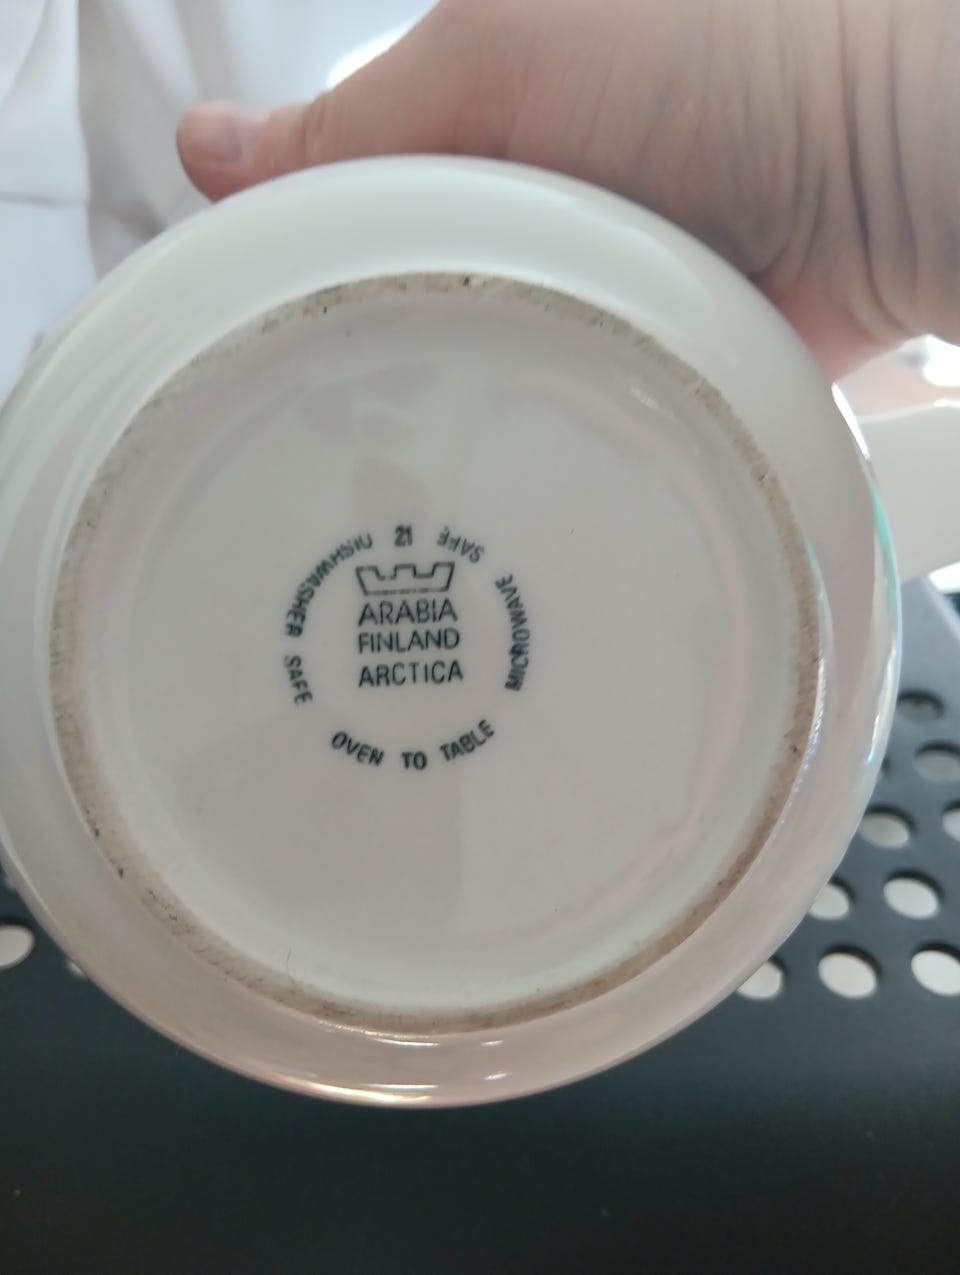 21
ARABIA
FINLAND
ARCTICA
DISHWASHER SAFE
OVEN TO TABLE
MICROWAVE SAFE